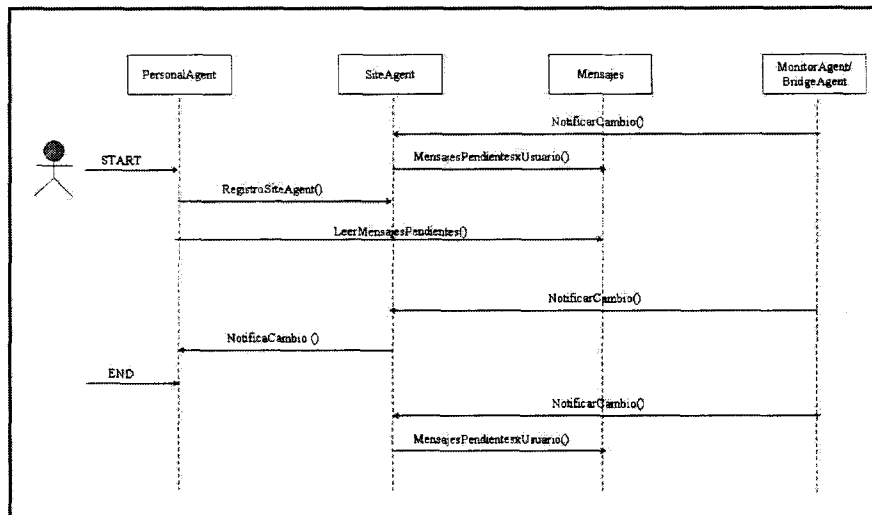 PersonalAgent
SiteAgent
Mensajes
MonitorAgent/
BridgeAgent
NotificarCambio()
START
MensajesPendientesxUsuario()
RegistroSiteAgent()
LeerMensajesPendientes()
NotificarCambio()
NotificaCambio ()
END
NotificarCambio()
MensajesPendientesxUsuario()